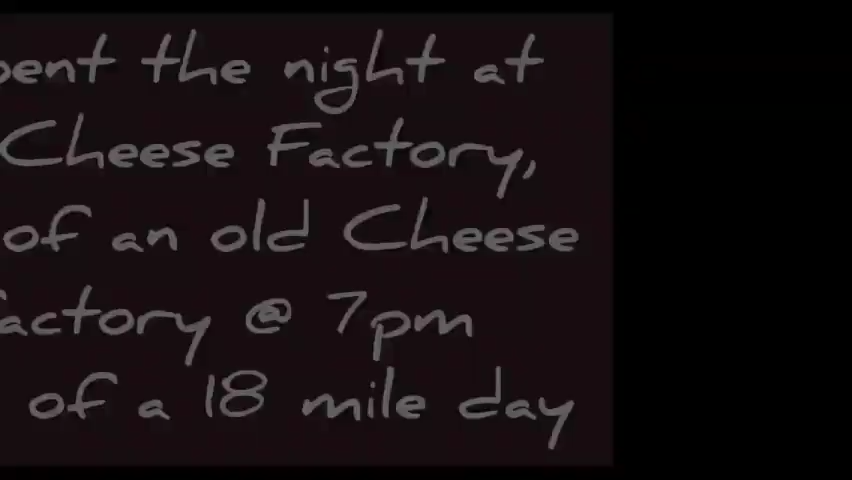 pent the night at
Cheese Factory,
of an old Cheese
actory @ 7pm
of a 18 mile day